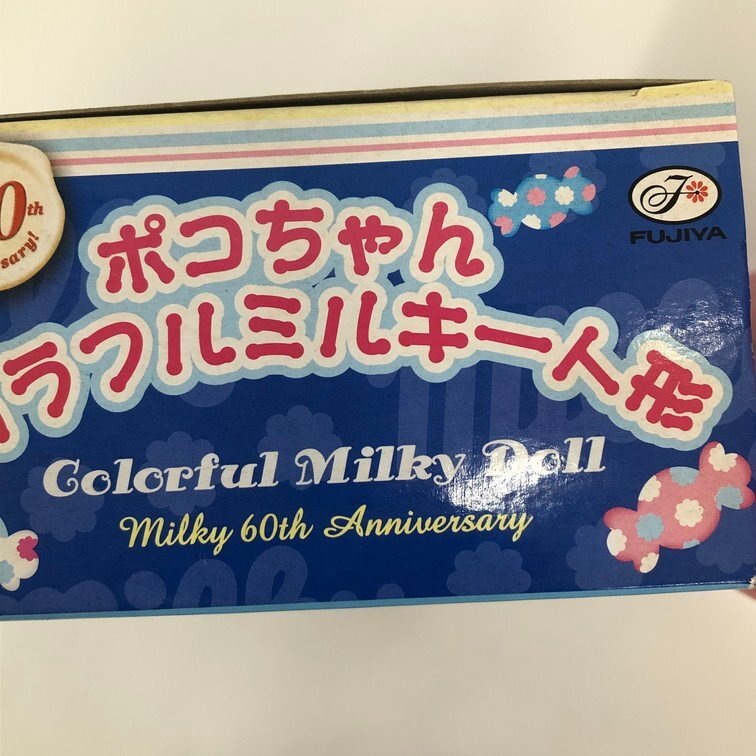 0th
sary!
ポコちゃん
カラフルミルキー人形
FUJIYA
Colorful Milky Doll
Milky 60th Anniversary